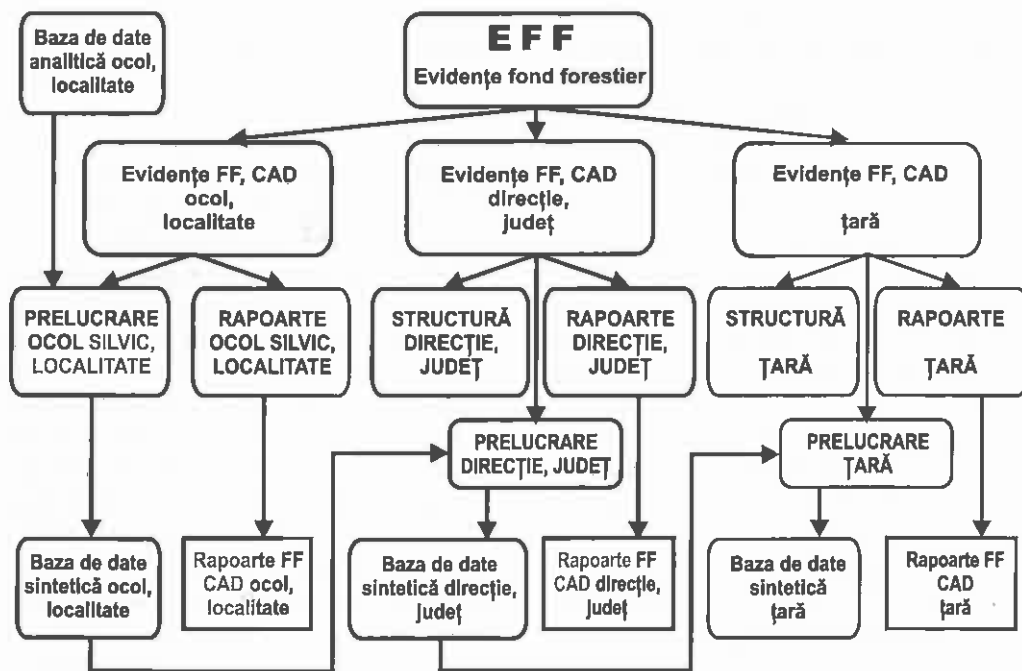 Baza de date
analitică ocol,
localitate
EFF
Evidențe fond forestier
Evidențe FF, CAD
ocol,
localitate
Evidențe FF, CAD
direcție,
județ
Evidențe FF, CAD
țară
PRELUCRARE
OCOL SILVIC,
LOCALITATE
RAPOARTE
OCOL SILVIC,
LOCALITATE
STRUCTURĂ
DIRECȚIE,
JUDEȚ
RAPOARTE
DIRECȚIE,
JUDEȚ
STRUCTURĂ
ȚARĂ
RAPOARTE
ȚARĂ
PRELUCRARE
DIRECȚIE, JUDEȚ
PRELUCRARE
ȚARĂ
Baza de date
sintetică ocol,
localitate
Rapoarte FF
CAD ocol,
localitate
Baza de date
sintetică direcție,
județ
Rapoarte FF
CAD direcție,
județ
Baza de date
sintetică
țară
Rapoarte FF
CAD
țară